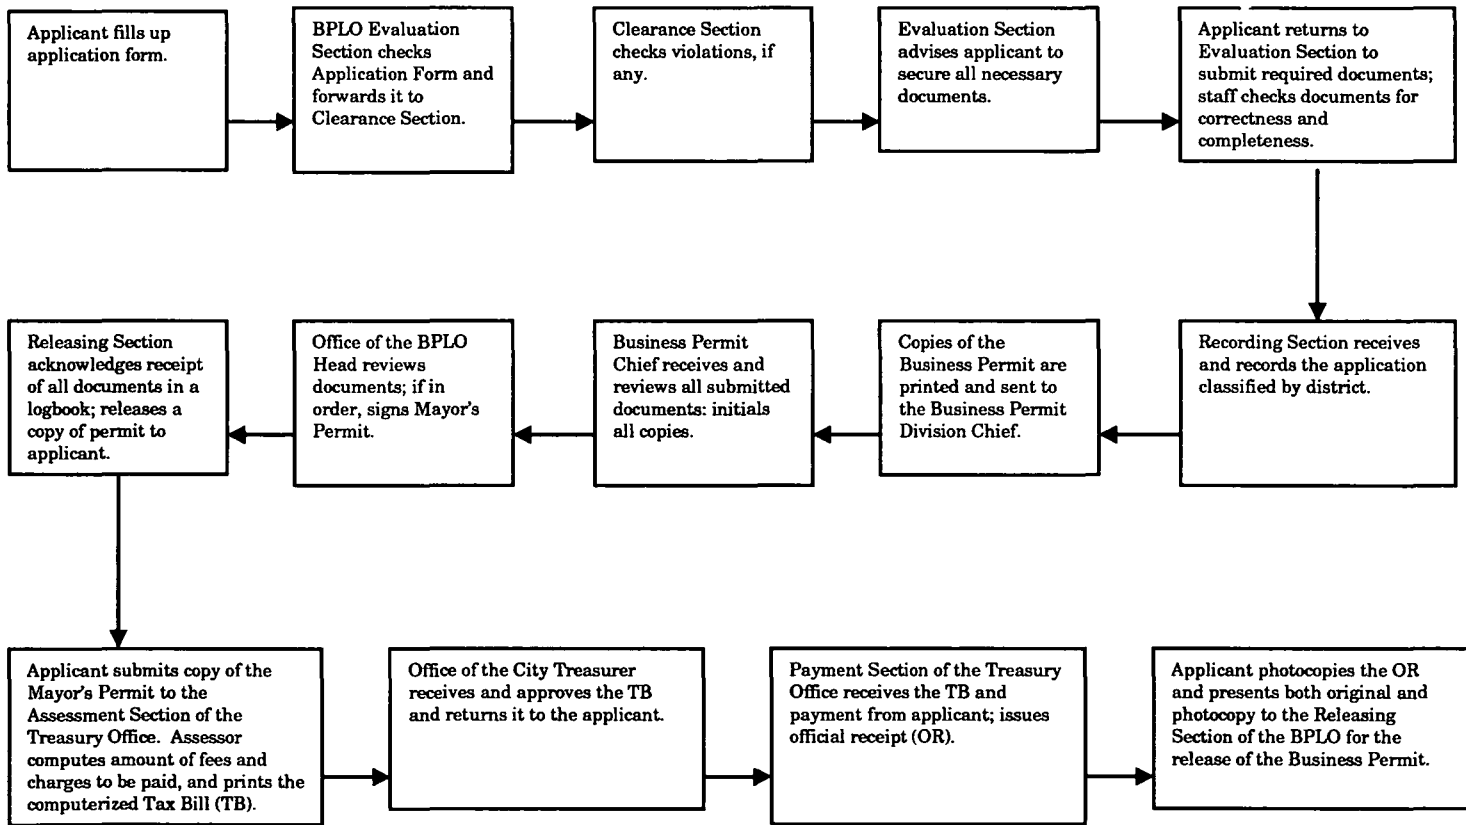 Applicant fills up
application form.
BPLO Evaluation
Section checks
Application Form and
forwards it to
Clearance Section.
Clearance Section
checks violations, if
any.
Evaluation Section
advises applicant to
secure all necessary
documents.
Applicant returns to
Evaluation Section to
submit required documents;
staff checks documents for
correctness and
completeness.
Recording Section receives
and records the application
classified by district.
Copies of the
Business Permit are
printed and sent to
the Business Permit
Division Chief.
Business Permit
Chief receives and
reviews all submitted
documents: initials
all copies.
Office of the BPLO
Head reviews
documents; if in
order, signs Mayor's
Permit.
Releasing Section
acknowledges receipt
of all documents in a
logbook; releases a
copy of permit to
applicant.
Applicant submits copy of the
Mayor's Permit to the
Assessment Section of the
Treasury Office. Assessor
computes amount of fees and
charges to be paid, and prints the
computerized Tax Bill (TB).
Office of the City Treasurer
receives and approves the TB
and returns it to the applicant.
Payment Section of the Treasury
Office receives the TB and
payment from applicant; issues
official receipt (OR).
Applicant photocopies the OR
and presents both original and
photocopy to the Releasing
Section of the BPLO for the
release of the Business Permit.